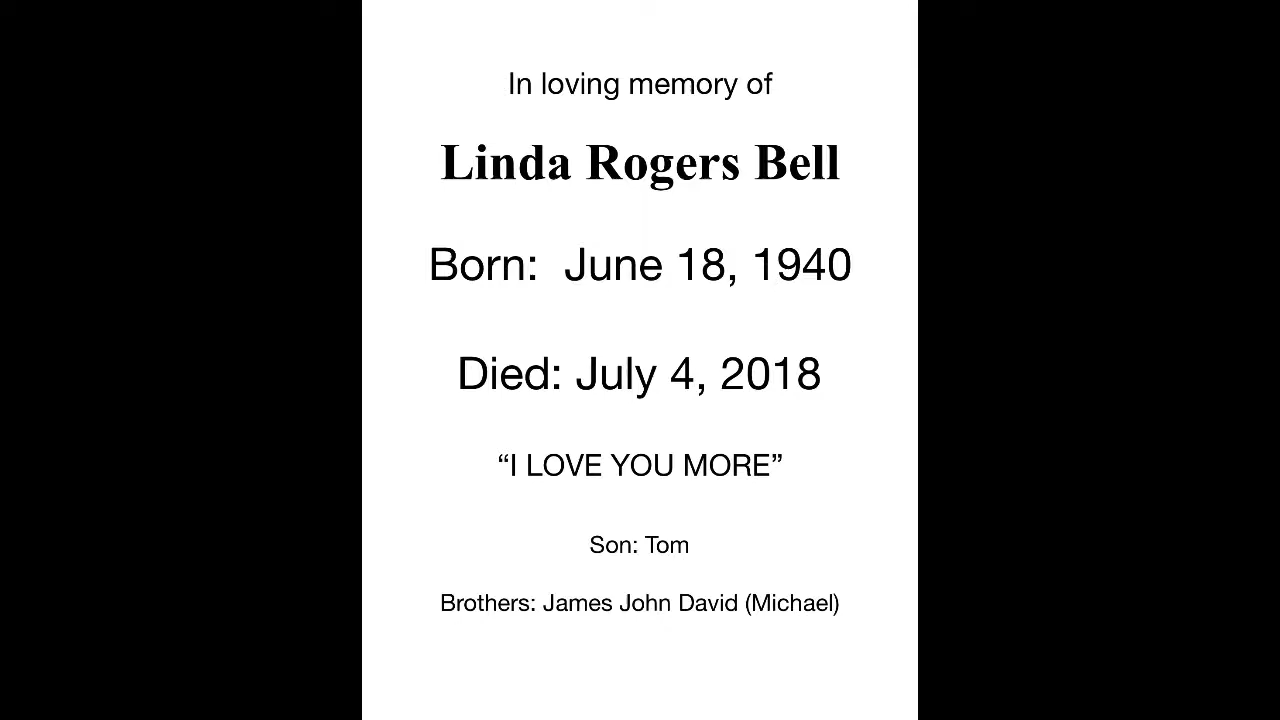 In loving memory of
Linda Rogers Bell
Born:  June 18, 1940
Died: July 4, 2018
“I LOVE YOU MORE”
Son: Tom
Brothers: James John David (Michael)